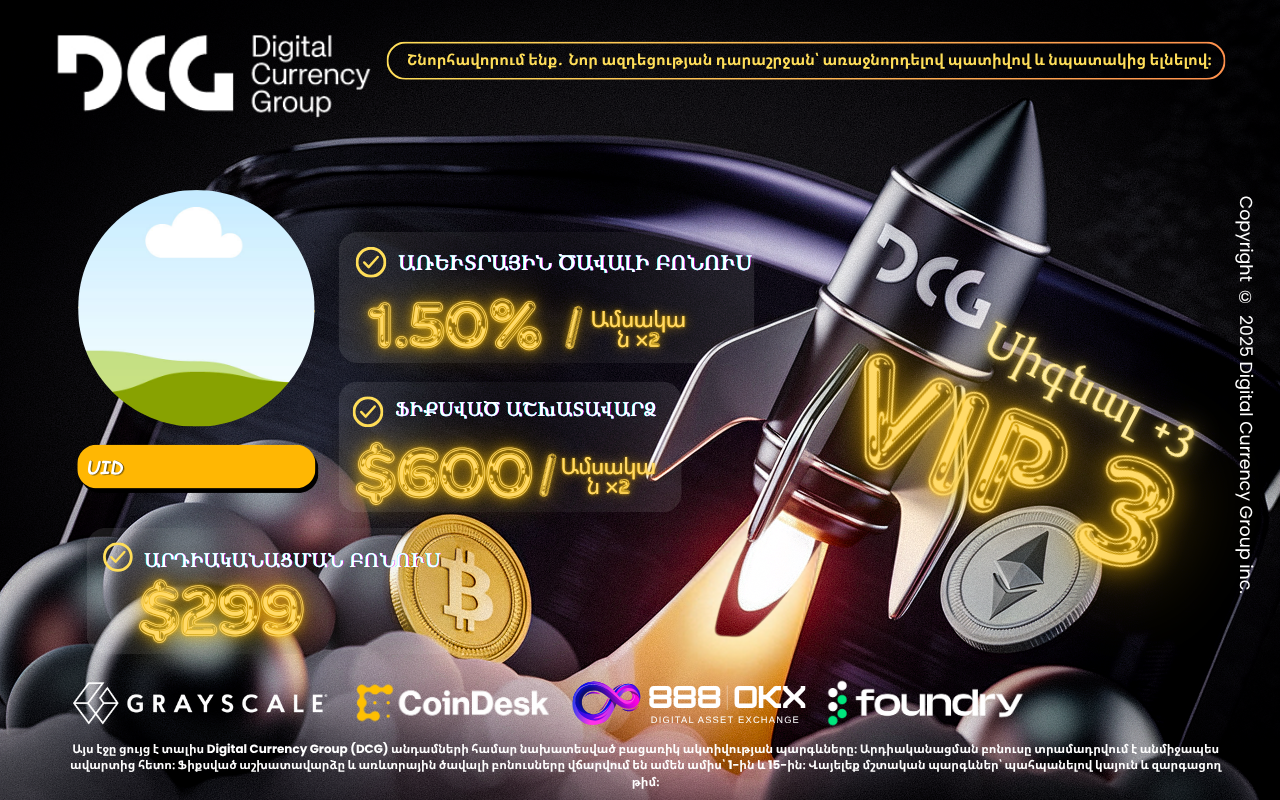 DCG Digital
Currency
Group
Շնորհավորում ենք. Նոր ազդեցության դարաշրջան՝ առաջնորդելով պատիվով և նպատակից ելնելով:
ԱՌԵՒՏՐԱՅԻՆ ԾԱՎԱԼԻ ԲՈՆՈՒՍ
1.50% / Ամսակա
ն ×2
ՖԻՔՍՎԱԾ ԱՇԽԱՏԱՎԱՐՁ
$600 / Ամսակա
ն ×2
UID
ԱՐԴԻԱԿԱՆԱՑՄԱՆ ԲՈՆՈՒՍ
$299
DCG
Սիգնալ +3
VIP 3
Copyright © 2025 Digital Currency Group Inc.
GRAYSCALE CoinDesk 888 OKX foundry
DIGITAL ASSET EXCHANGE
Այս էջը ցույց է տալիս Digital Currency Group (DCG) անդամների համար նախատեսված բացառիկ ակտիվության պարգևները: Արդիականացման բոնուսը տրամադրվում է անմիջապես
ավարտից հետո: Ֆիքսված աշխատավարձը և առևտրային ծավալի բոնուսները վճարվում են ամեն ամիս՝ 1-ին և 15-ին: Վայելեք մշտական պարգևներ՝ պահպանելով կայուն և զարգացող
թիմ: